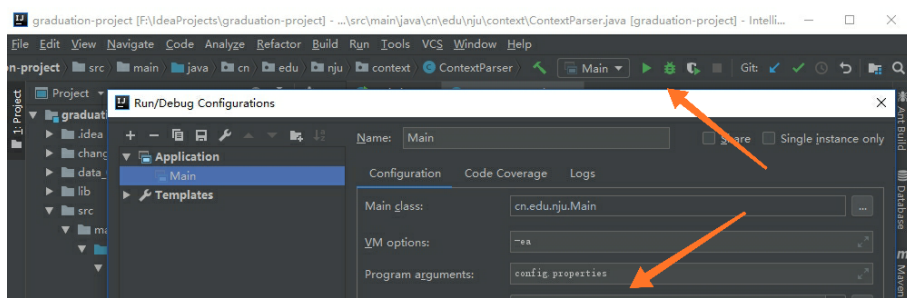 graduation-project [F:\IdeaProjects\graduation-project] - ...\src\main\java\cn\edu\nju\context\ContextParser.java [graduation-project] - Intelli...
File Edit View Navigate Code Analyze Refactor Build Run Tools VCS Window Help
n-project src main java cn edu nju context ContextParser Main Git:
1: Project
Project
graduati
.idea
chang
data_
lib
src
ma
Run/Debug Configurations
Application
Main
Templates
Name: Main Share Single instance only
Configuration Code Coverage Logs
Main class: cn.edu.nju.Main ...
VM options: -ea
Program arguments: config.properties
Ant Build
Database
Maven